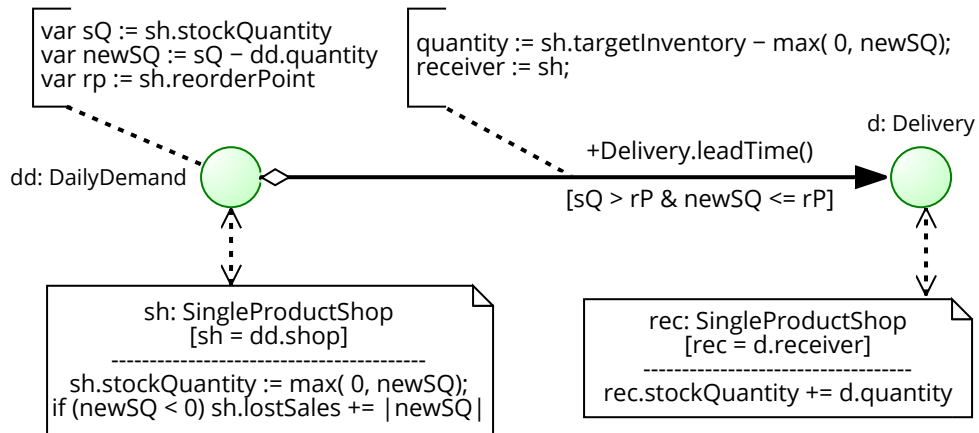 var sQ := sh.stockQuantity
var newSQ := sQ − dd.quantity
var rp := sh.reorderPoint
quantity := sh.targetInventory − max( 0, newSQ);
receiver := sh;
d: Delivery
+Delivery.leadTime()
dd: DailyDemand
[sQ > rP & newSQ <= rP]
sh: SingleProductShop
[sh = dd.shop]
-----------------------------------------
sh.stockQuantity := max( 0, newSQ);
if (newSQ < 0) sh.lostSales += |newSQ|
rec: SingleProductShop
[rec = d.receiver]
-----------------------------------
rec.stockQuantity += d.quantity